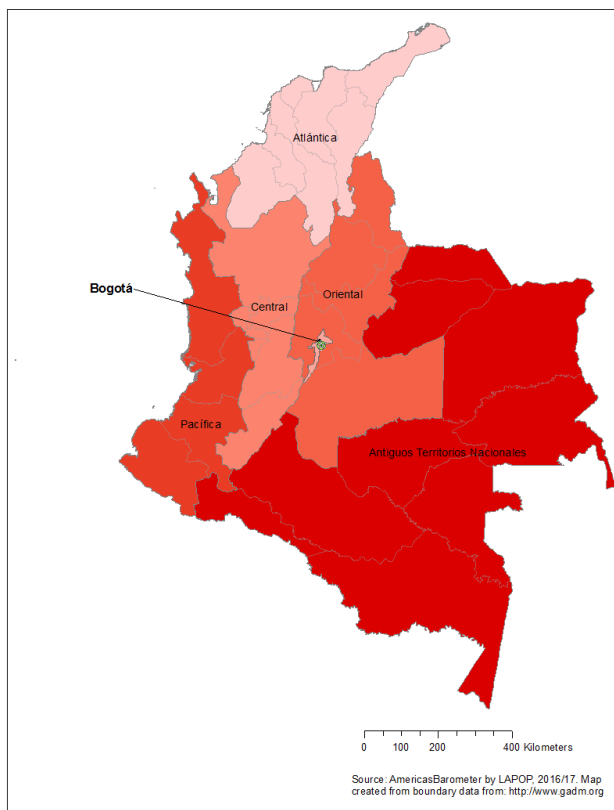 Atlántica
Bogotá
Oriental
Central
Pacífica
Antiguos Territorios Nacionales
0 100 200 400 Kilometers
Source: AmericasBarometer by LAPOP, 2016/17. Map
created from boundary data from: http://www.gadm.org